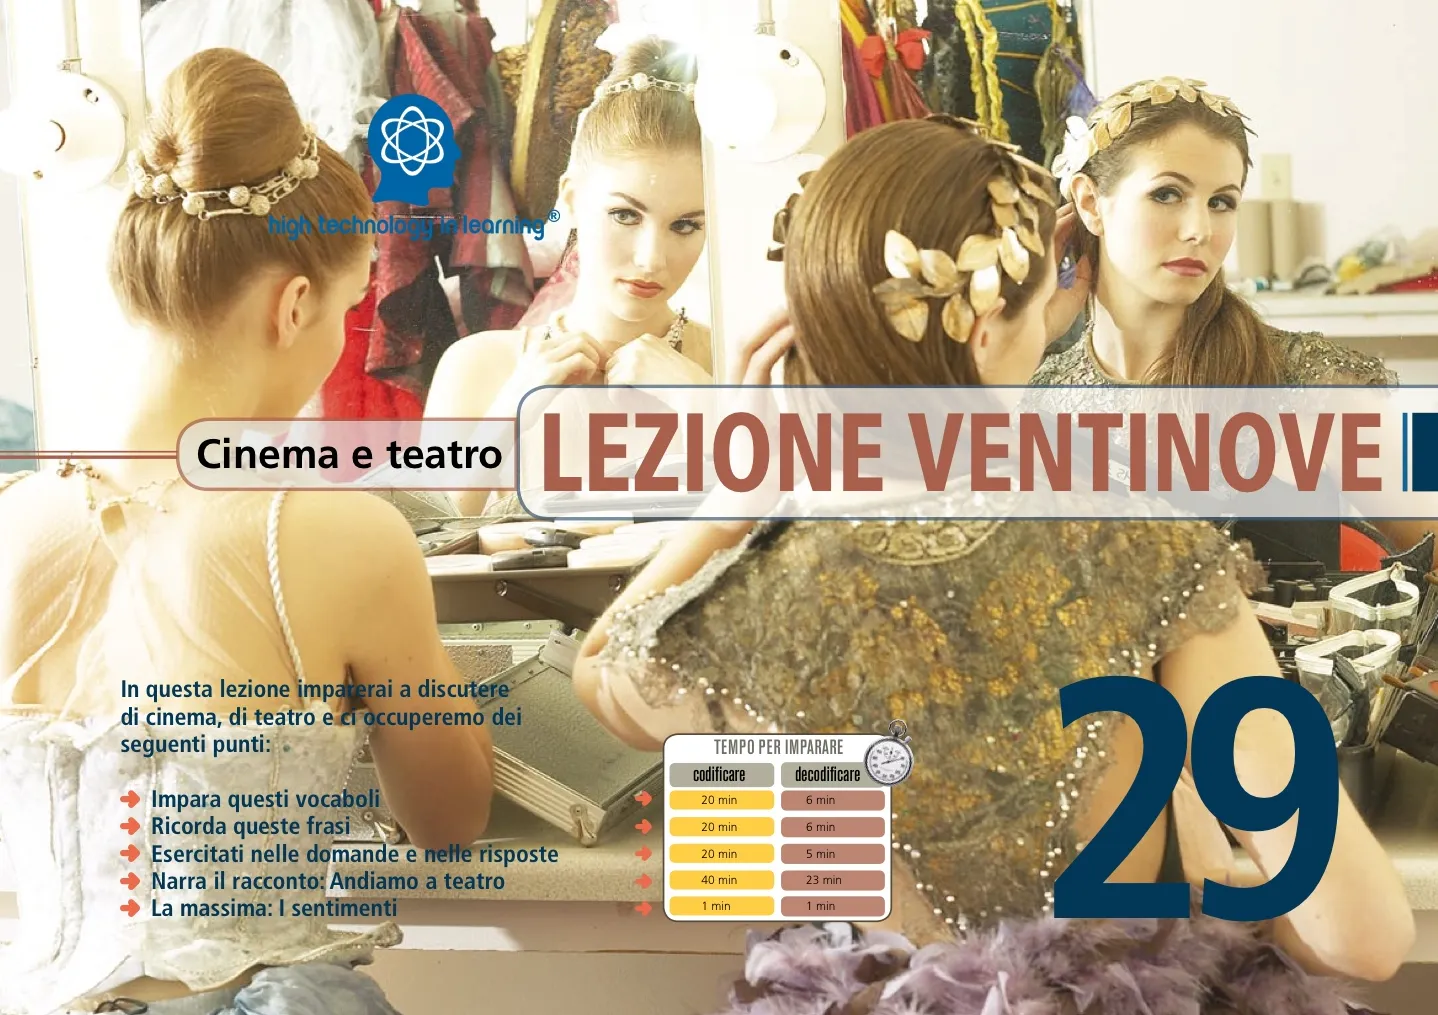 high technology in learning®
Cinema e teatro
LEZIONE VENTINOVE
In questa lezione imparerai a discutere
di cinema, di teatro e ci occuperemo dei
seguenti punti:
Impara questi vocaboli
Ricorda queste frasi
Esercitati nelle domande e nelle risposte
Narra il racconto: Andiamo a teatro
La massima: I sentimenti
TEMPO PER IMPARARE
codificare decodificare
20 min 6 min
20 min 6 min
20 min 5 min
40 min 23 min
1 min 1 min
29